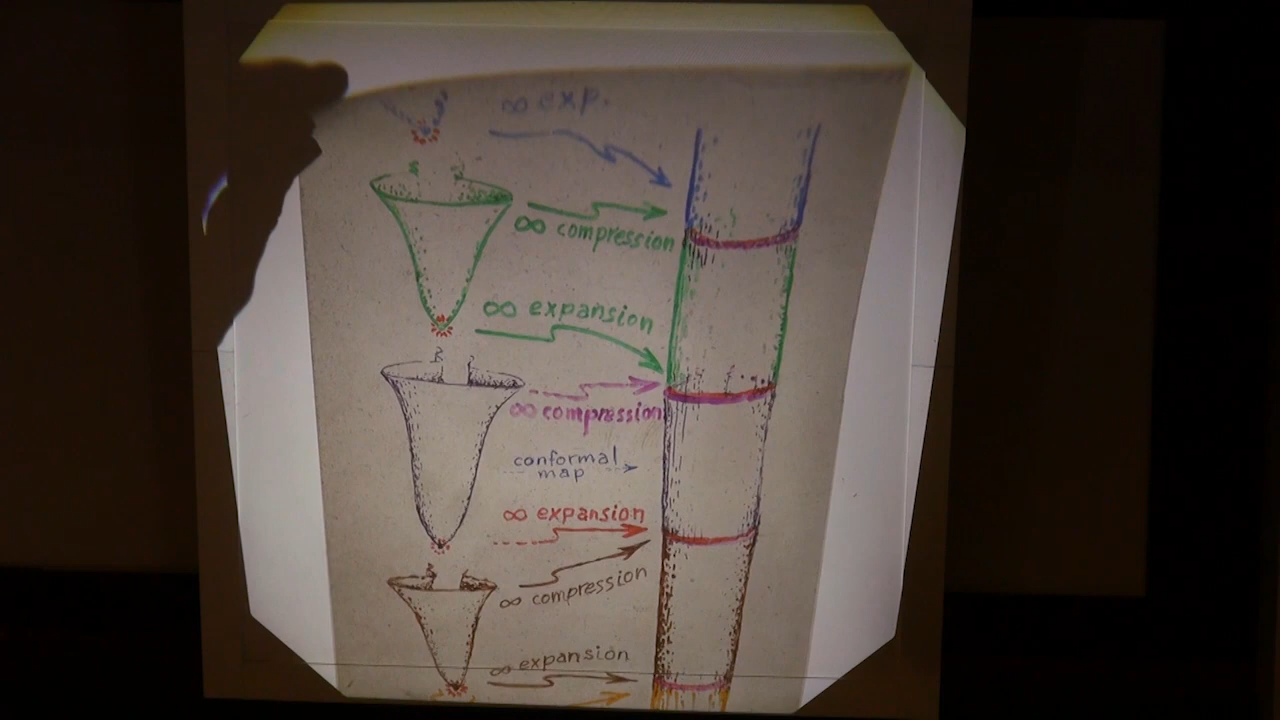 ∞ exp.
∞ compression
∞ expansion
∞ compression
conformal
map
∞ expansion
∞ compression
∞ expansion